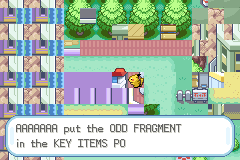 AAAAAAA put the ODD FRAGMENT
in the KEY ITEMS PO